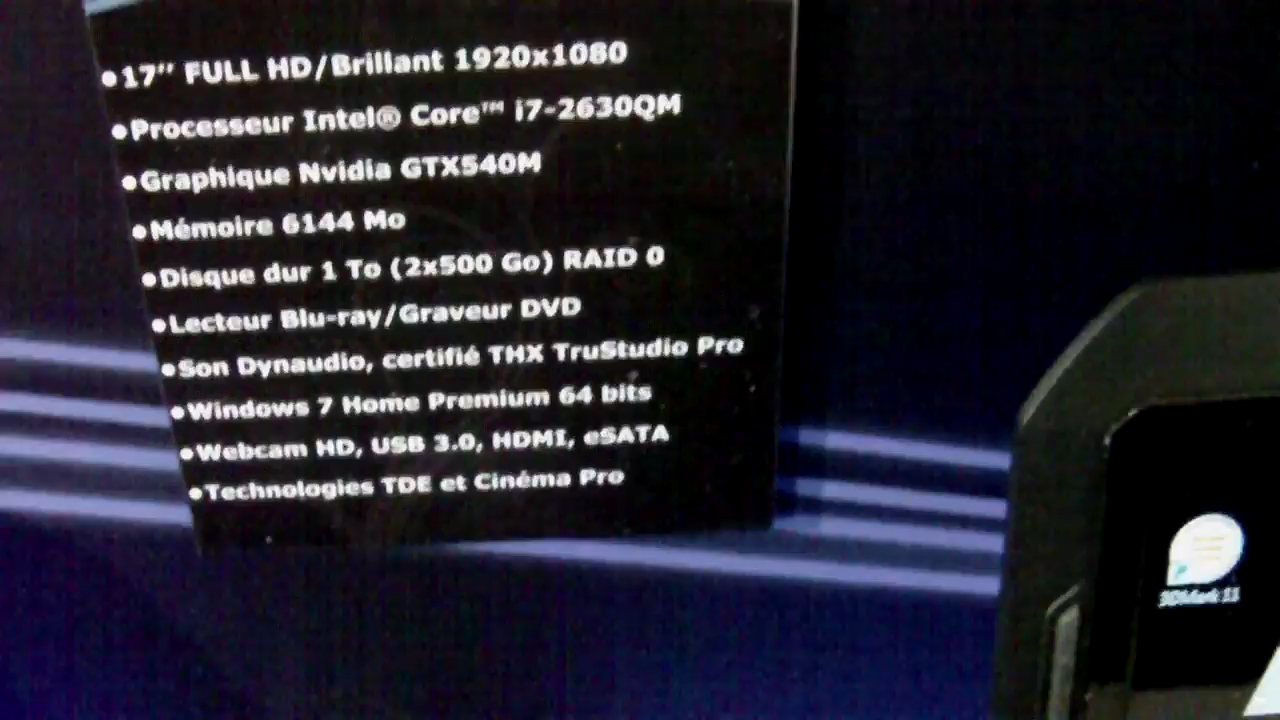 •17" FULL HD/Brillant 1920x1080
•Processeur Intel® Core™ i7-2630QM
•Graphique Nvidia GTX540M
•Mémoire 6144 Mo
•Disque dur 1 To (2x500 Go) RAID 0
•Lecteur Blu-ray/Graveur DVD
•Son Dynaudio, certifié THX TruStudio Pro
•Windows 7 Home Premium 64 bits
•Webcam HD, USB 3.0, HDMI, eSATA
•Technologies TDE et Cinéma Pro
3DMark 11